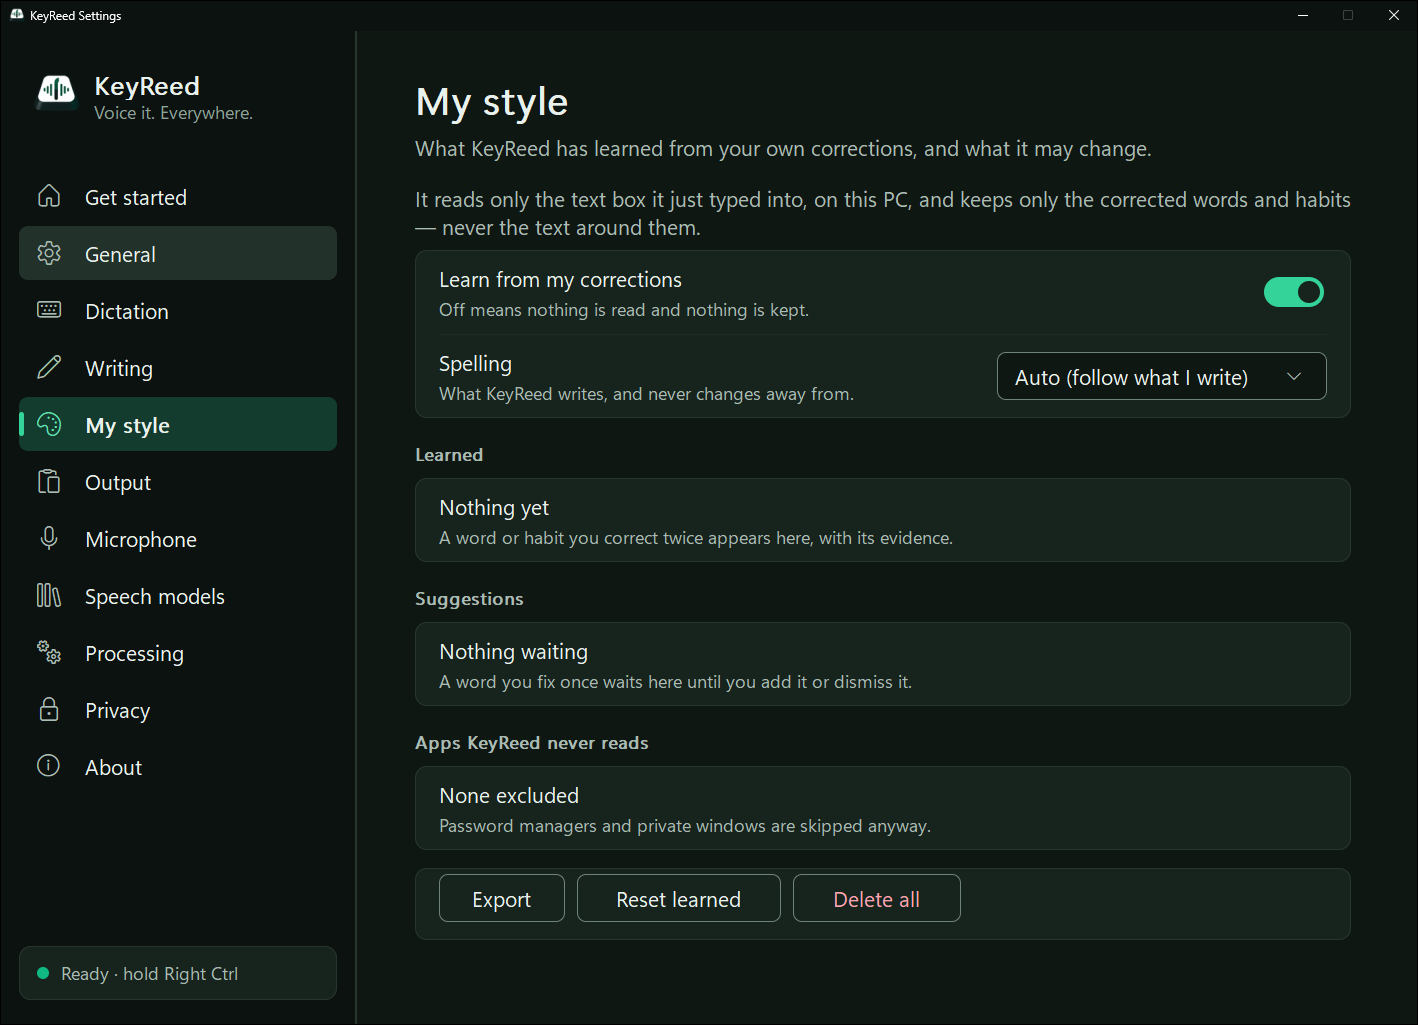 KeyReed Settings
KeyReed
Voice it. Everywhere.
Get started
General
Dictation
Writing
My style
Output
Microphone
Speech models
Processing
Privacy
About
Ready · hold Right Ctrl
My style
What KeyReed has learned from your own corrections, and what it may change.
It reads only the text box it just typed into, on this PC, and keeps only the corrected words and habits
— never the text around them.
Learn from my corrections
Off means nothing is read and nothing is kept.
Spelling
What KeyReed writes, and never changes away from.
Auto (follow what I write)
Learned
Nothing yet
A word or habit you correct twice appears here, with its evidence.
Suggestions
Nothing waiting
A word you fix once waits here until you add it or dismiss it.
Apps KeyReed never reads
None excluded
Password managers and private windows are skipped anyway.
Export
Reset learned
Delete all